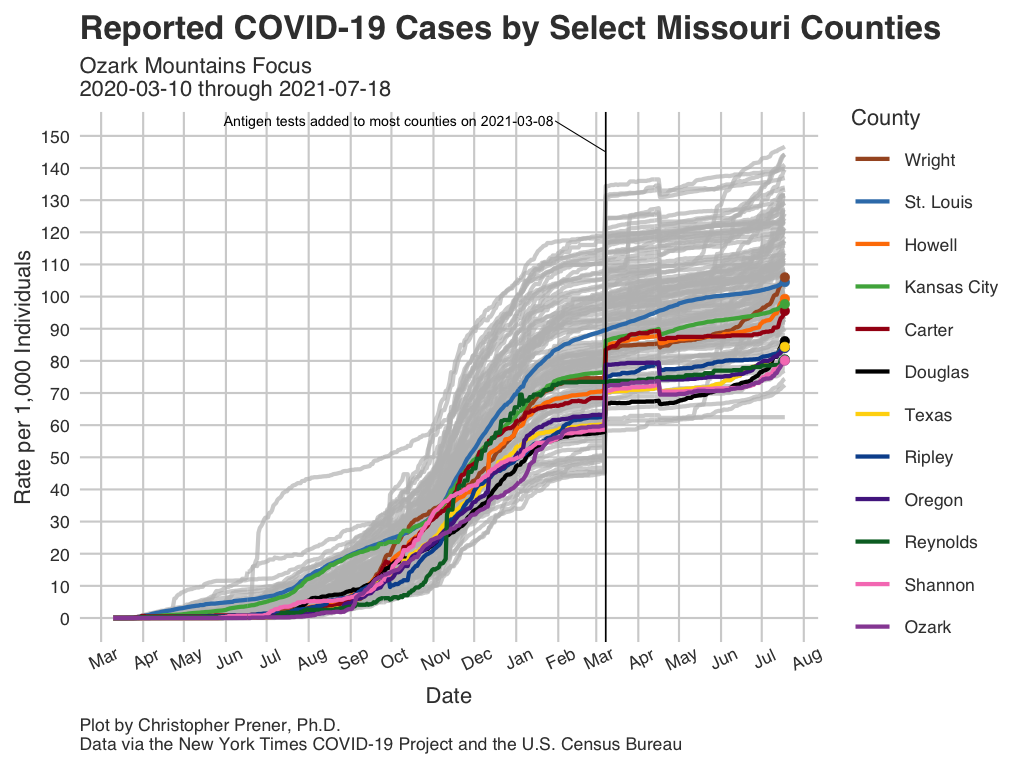 Reported COVID-19 Cases by Select Missouri Counties
Ozark Mountains Focus
2020-03-10 through 2021-07-18
Antigen tests added to most counties on 2021-03-08
County
Wright
St. Louis
Howell
Kansas City
Carter
Douglas
Texas
Ripley
Oregon
Reynolds
Shannon
Ozark
Rate per 1,000 Individuals
150
140
130
120
110
100
90
80
70
60
50
40
30
20
10
0
Mar Apr May Jun Jul Aug Sep Oct Nov Dec Jan Feb Mar Apr May Jun Jul Aug
Date
Plot by Christopher Prener, Ph.D.
Data via the New York Times COVID-19 Project and the U.S. Census Bureau